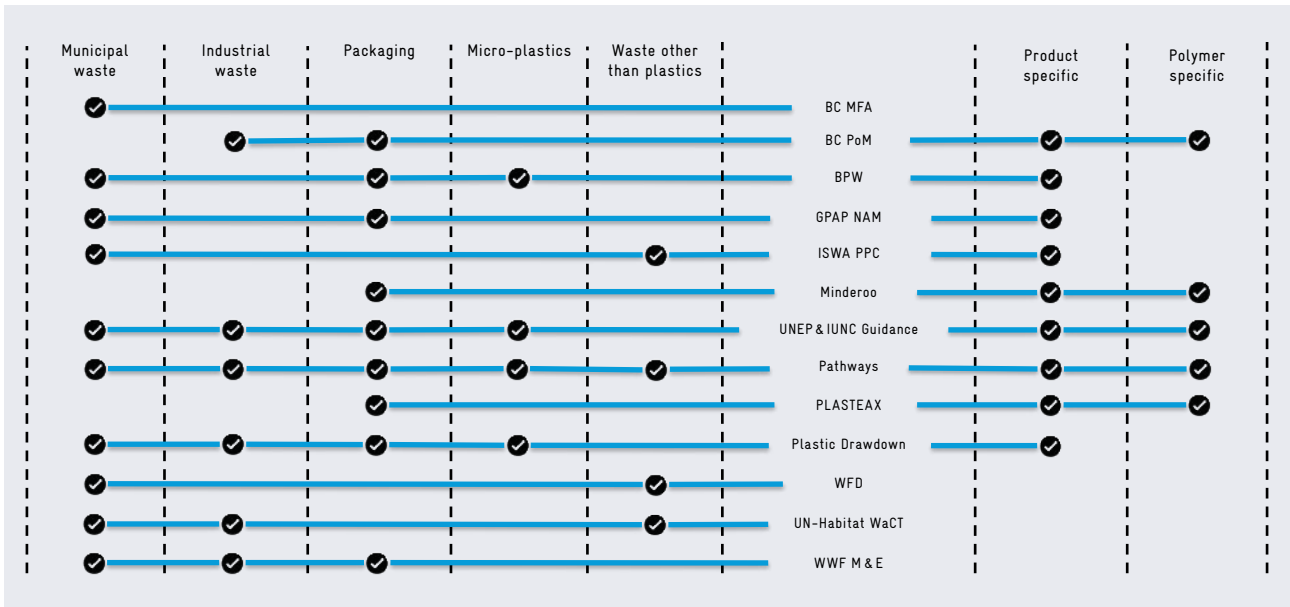 Municipal
waste
Industrial
waste
Packaging
Micro-plastics
Waste other
than plastics
Product
specific
Polymer
specific
BC MFA
BC PoM
BPW
GPAP NAM
ISWA PPC
Minderoo
UNEP & IUNC Guidance
Pathways
PLASTEAX
Plastic Drawdown
WFD
UN-Habitat WaCT
WWF M & E